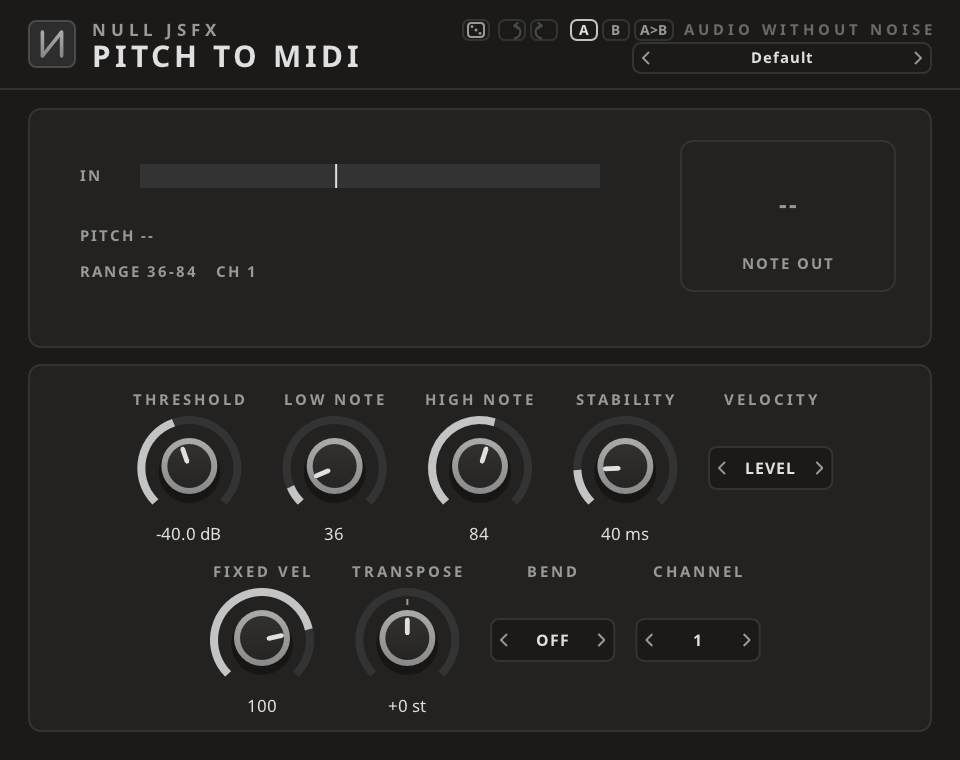 NULL JSFX
PITCH TO MIDI
A B A>B AUDIO WITHOUT NOISE
Default
IN
PITCH --
RANGE 36-84 CH 1
--
NOTE OUT
THRESHOLD LOW NOTE HIGH NOTE STABILITY VELOCITY
LEVEL
-40.0 dB 36 84 40 ms
FIXED VEL TRANSPOSE BEND CHANNEL
OFF 1
100 +0 st